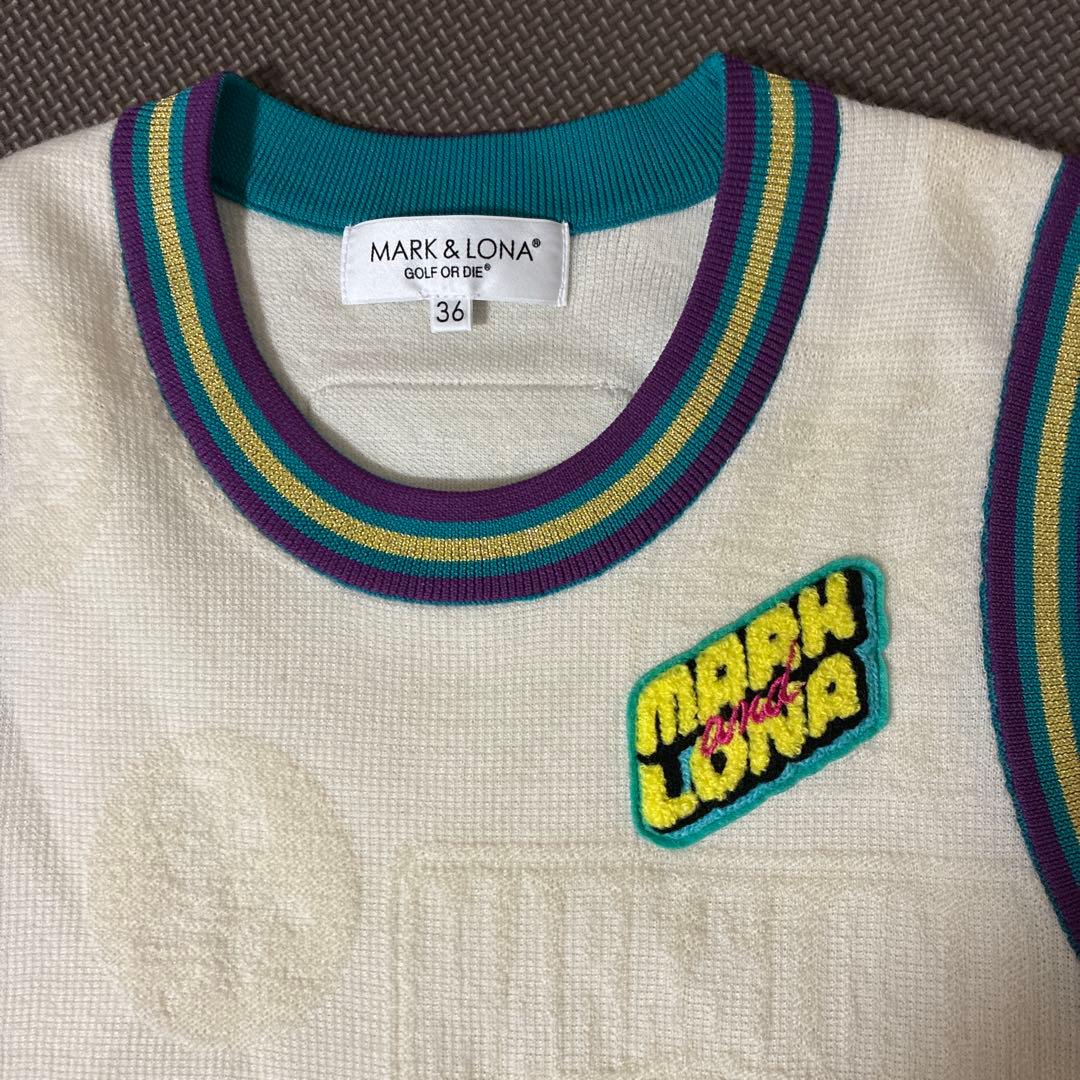 MARK & LONA®
GOLF OR DIE®
36
MARK
and
LONA